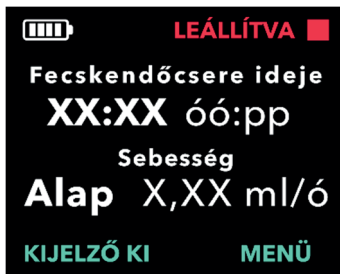 LEÁLLÍTVA
Fecskendőcsere ideje
XX:XX óó:pp
Sebesség
Alap X,XX ml/ó
KIJELZŐ KI MENÜ